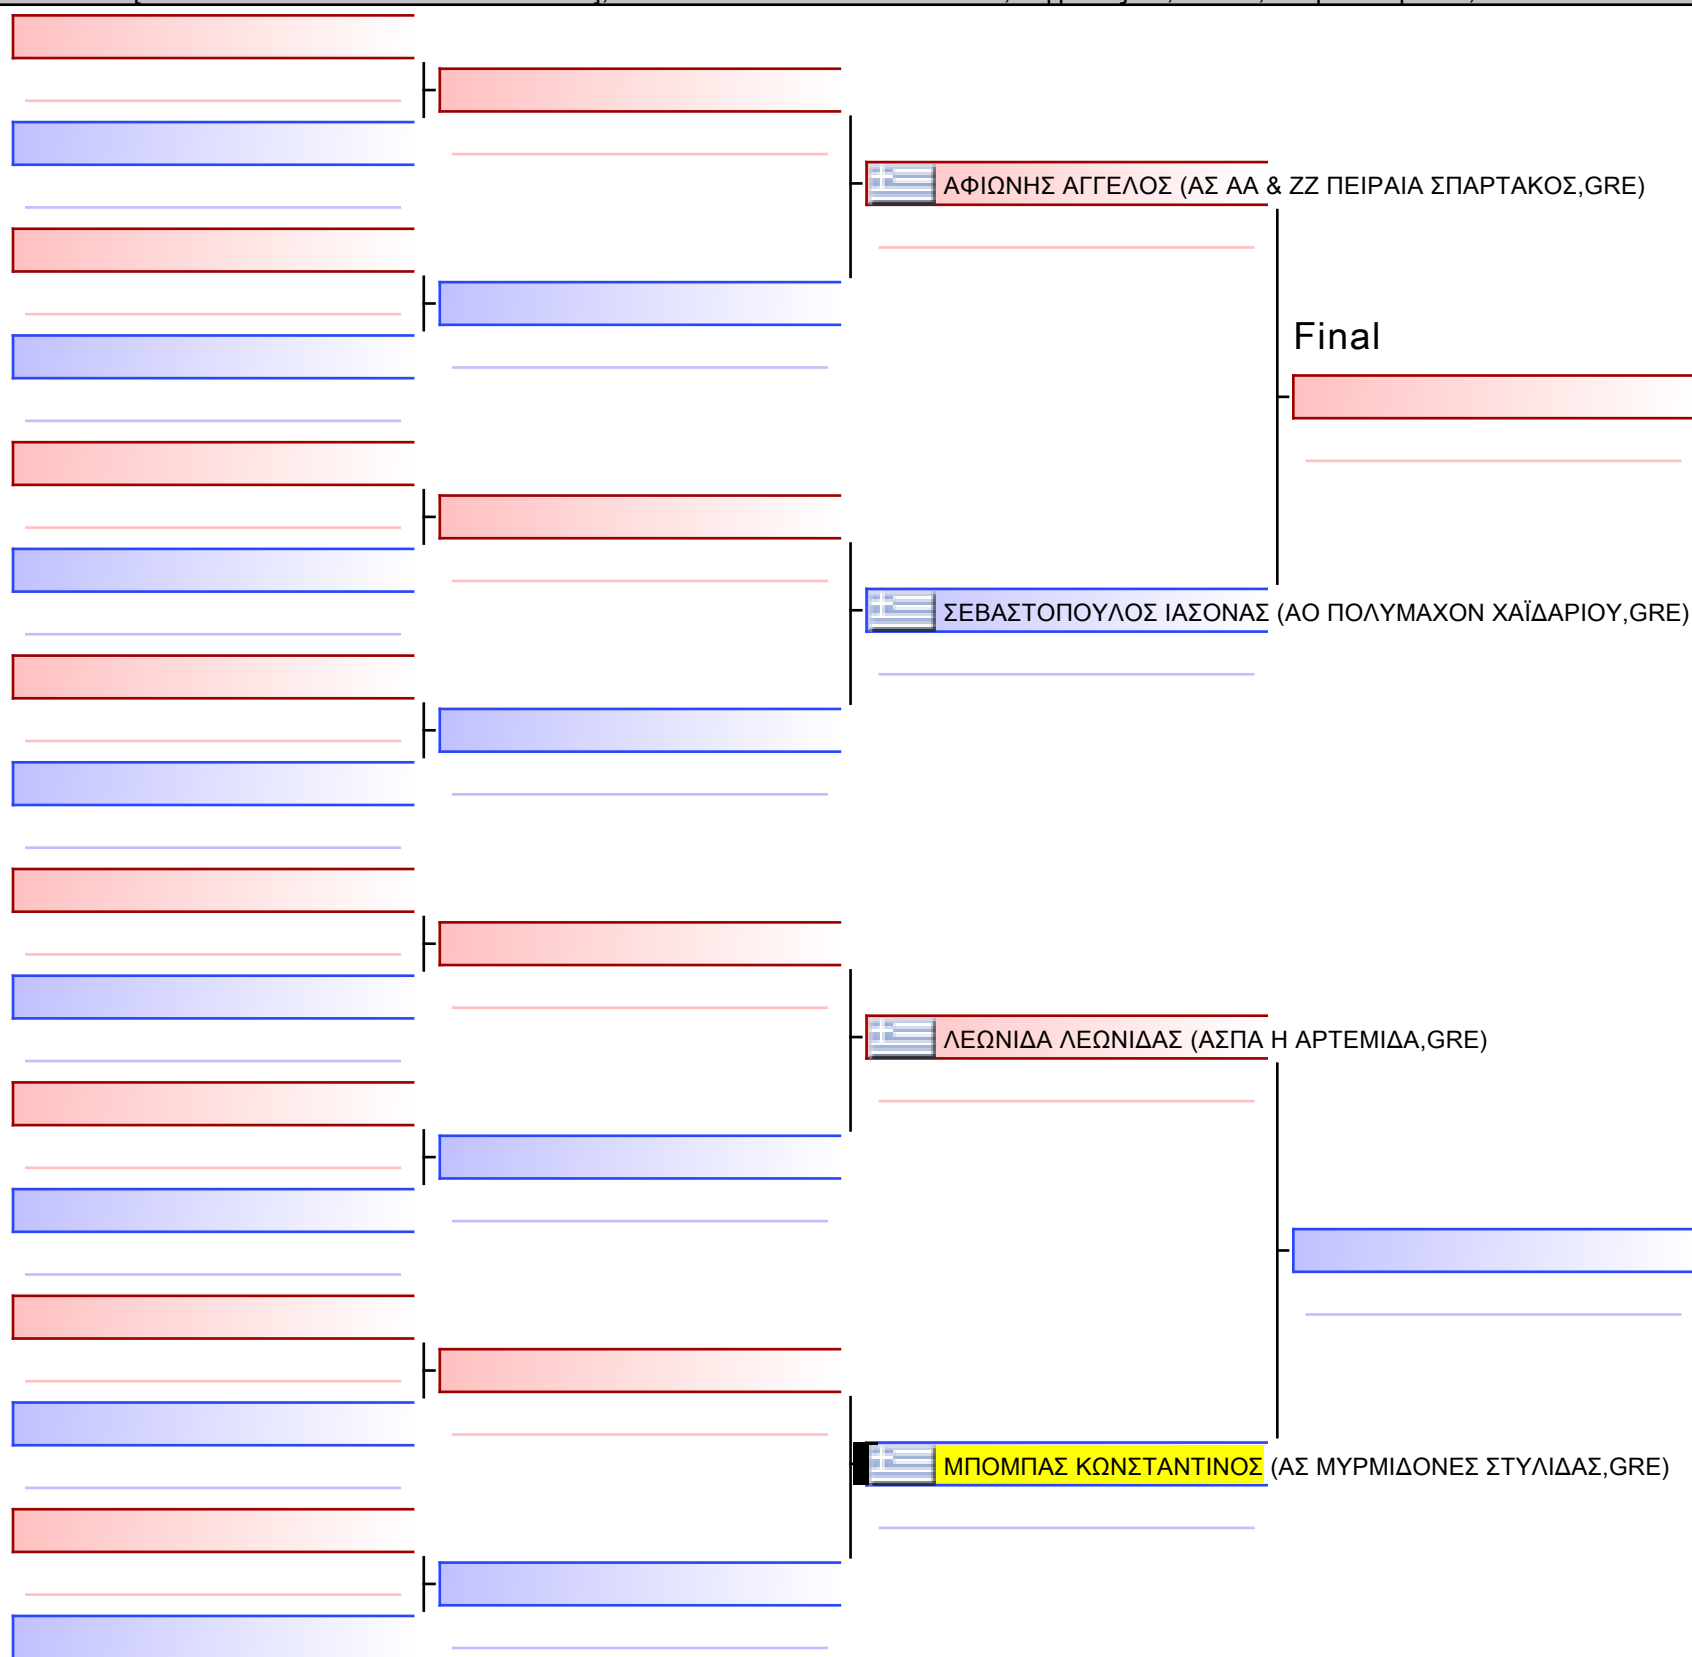 ΑΦΙΩΝΗΣ ΑΓΓΕΛΟΣ (ΑΣ ΑΑ & ΖΖ ΠΕΙΡΑΙΑ ΣΠΑΡΤΑΚΟΣ,GRE)
Final
ΣΕΒΑΣΤΟΠΟΥΛΟΣ ΙΑΣΟΝΑΣ (ΑΟ ΠΟΛΥΜΑΧΟΝ ΧΑΪΔΑΡΙΟΥ,GRE)
ΛΕΩΝΙΔΑ ΛΕΩΝΙΔΑΣ (ΑΣΠΑ Η ΑΡΤΕΜΙΔΑ,GRE)
ΜΠΟΜΠΑΣ ΚΩΝΣΤΑΝΤΙΝΟΣ (ΑΣ ΜΥΡΜΙΔΟΝΕΣ ΣΤΥΛΙΔΑΣ,GRE)